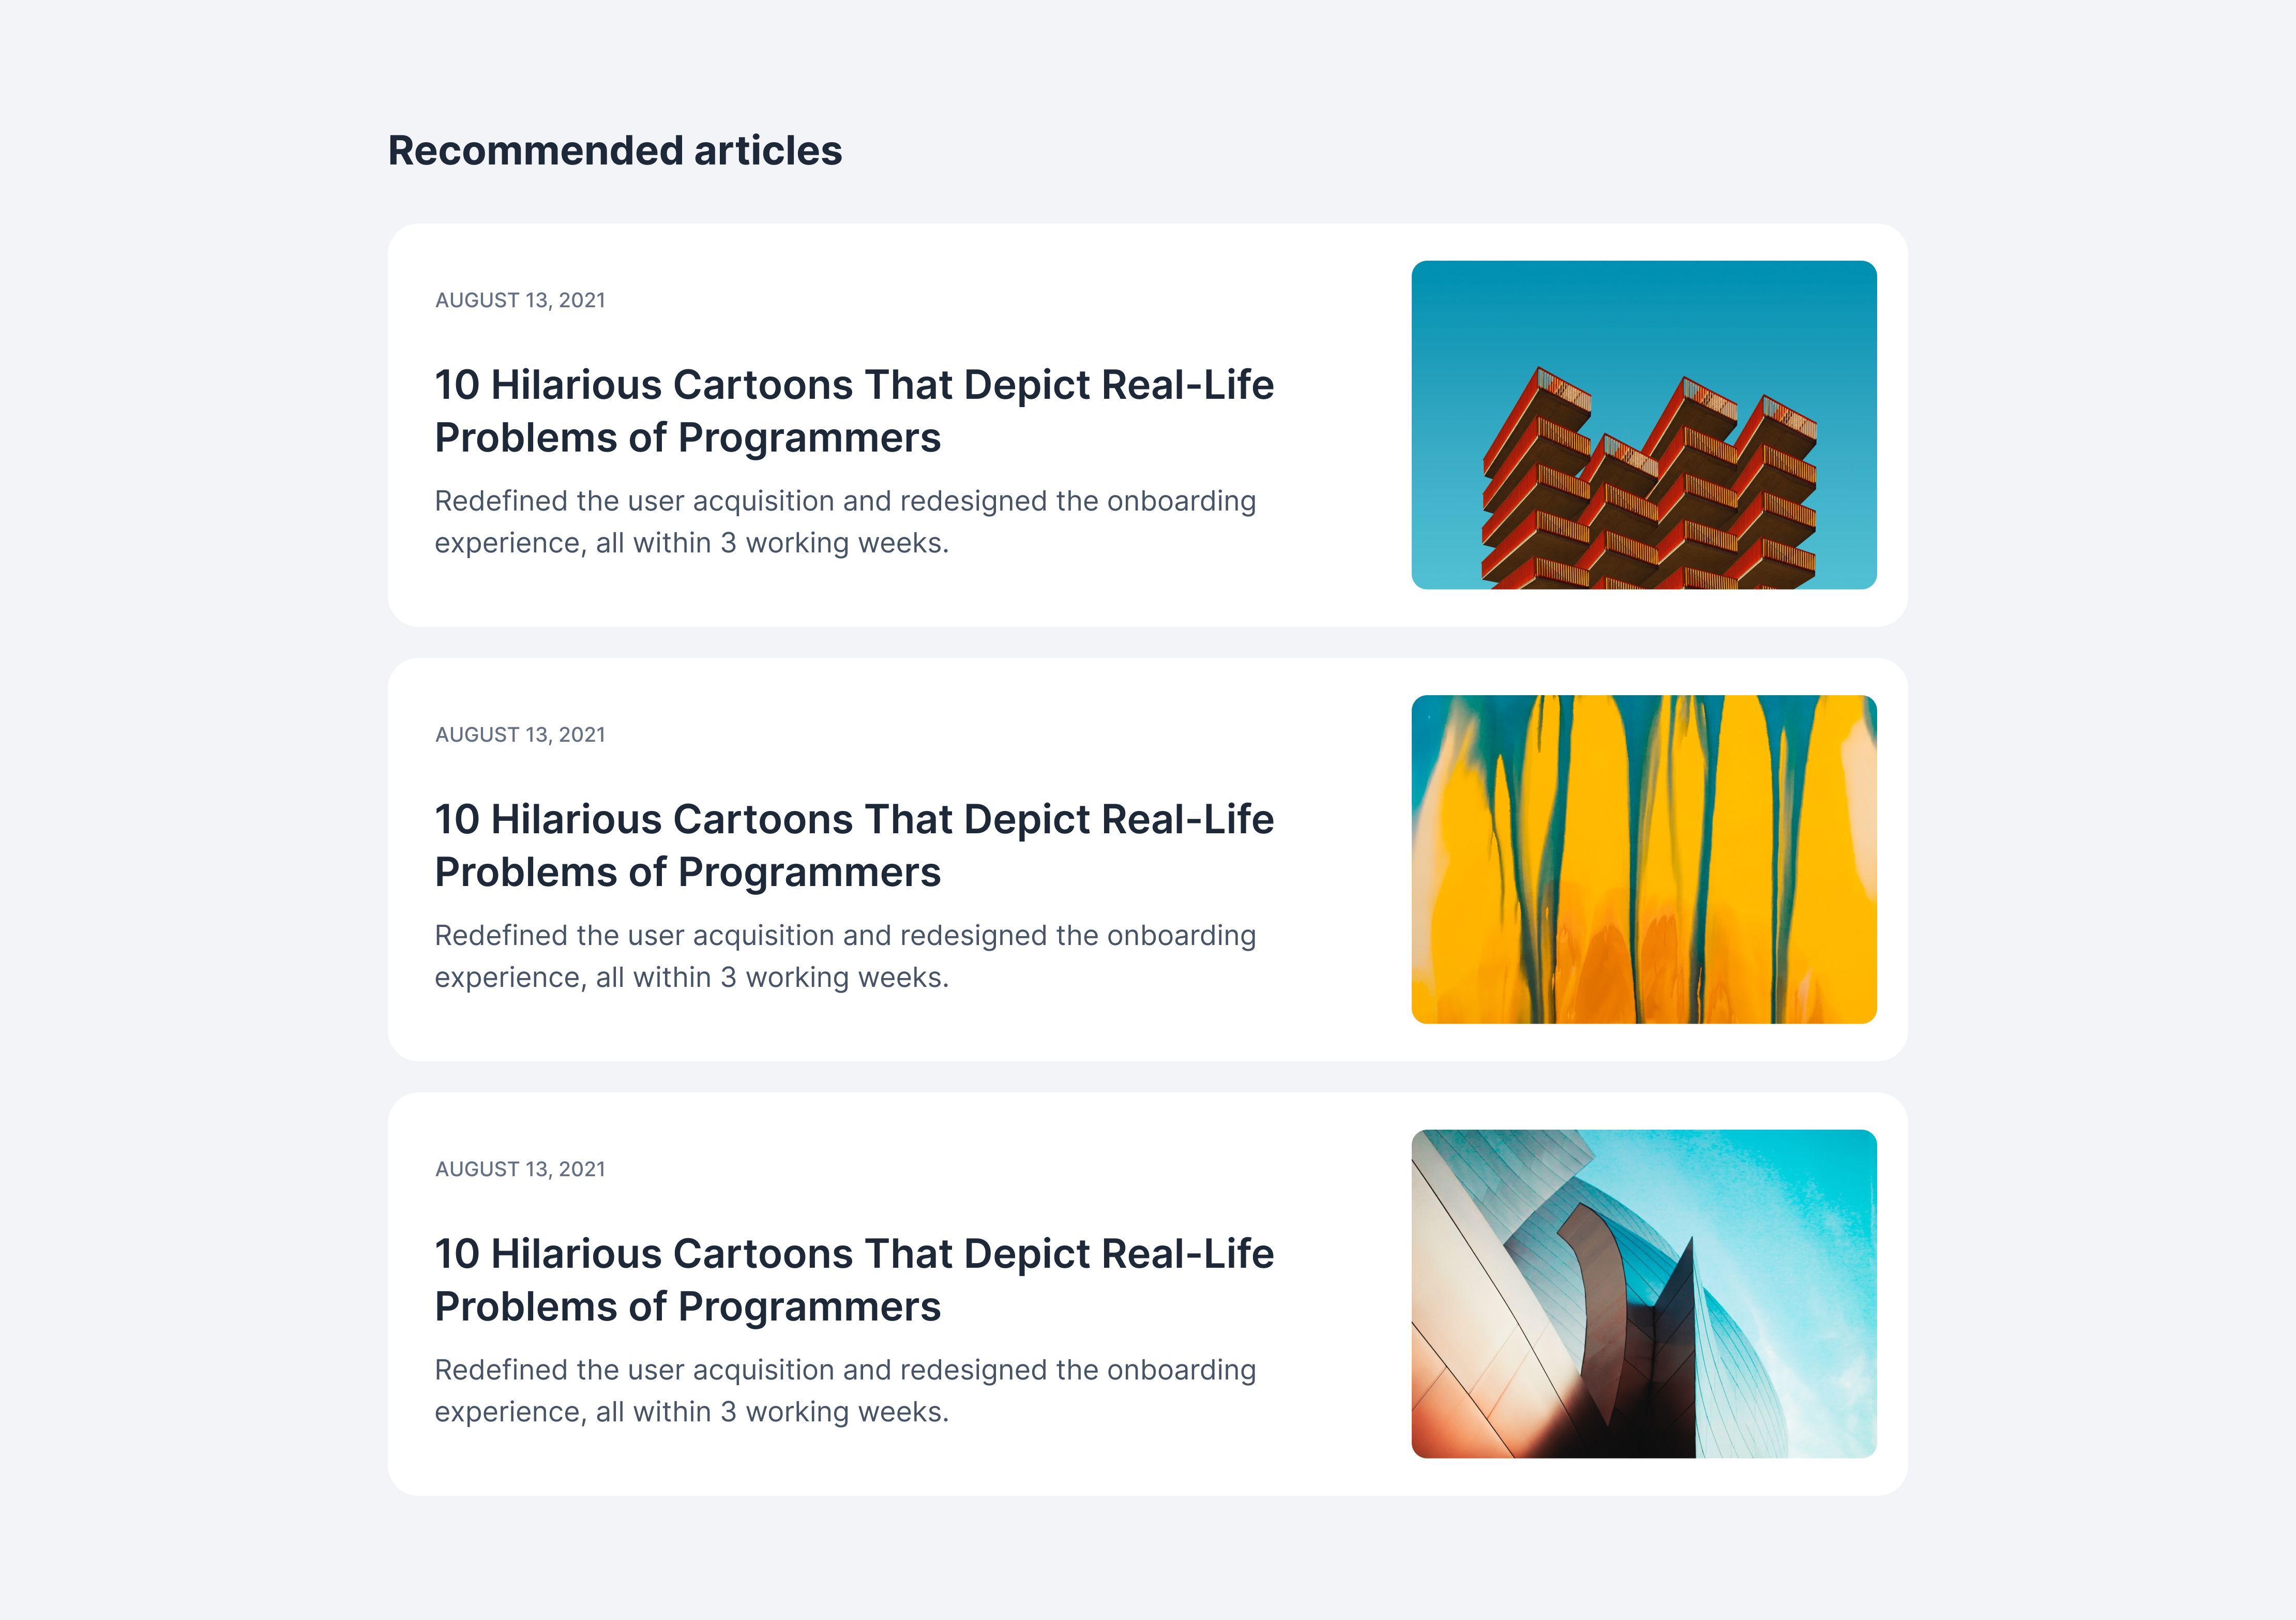 Recommended articles
AUGUST 13, 2021
10 Hilarious Cartoons That Depict Real-Life
Problems of Programmers
Redefined the user acquisition and redesigned the onboarding
experience, all within 3 working weeks.
AUGUST 13, 2021
10 Hilarious Cartoons That Depict Real-Life
Problems of Programmers
Redefined the user acquisition and redesigned the onboarding
experience, all within 3 working weeks.
AUGUST 13, 2021
10 Hilarious Cartoons That Depict Real-Life
Problems of Programmers
Redefined the user acquisition and redesigned the onboarding
experience, all within 3 working weeks.